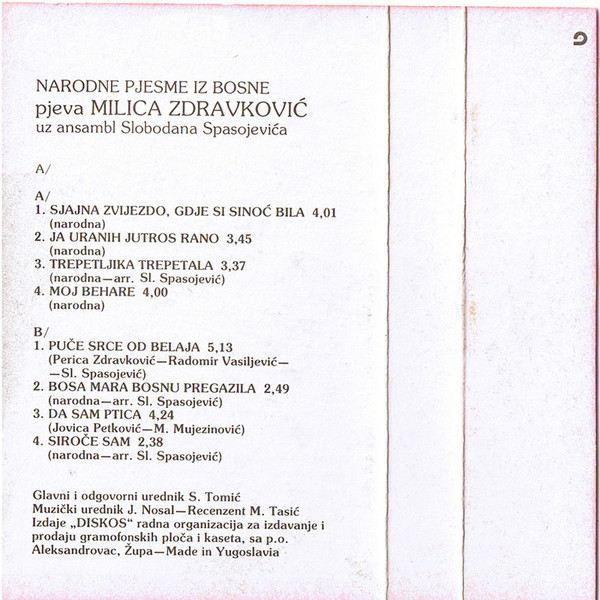 NARODNE PJESME IZ BOSNE
pjeva MILICA ZDRAVKOVIĆ
uz ansambl Slobodana Spasojevića
A/
A/
1. SJAJNA ZVIJEZDO, GDJE SI SINOĆ BILA 4,01
(narodna)
2. JA URANIH JUTROS RANO 3,45
(narodna)
3. TREPETLJIKA TREPETALA 3,37
(narodna—arr. Sl. Spasojević)
4. MOJ BEHARE 4,00
(narodna)
B/
1. PUČE SRCE OD BELAJA 5,13
(Perica Zdravković—Radomir Vasiljević—
—Sl. Spasojević)
2. BOSA MARA BOSNU PREGAZILA 2,49
(narodna—arr. Sl. Spasojević)
3. DA SAM PTICA 4,24
(Jovica Petković—M. Mujezinović)
4. SIROČE SAM 2,38
(narodna—arr. Sl. Spasojević)
Glavni i odgovorni urednik S. Tomić
Muzički urednik J. Nosal—Recenzent M. Tasić
Izdaje „DISKOS“ radna organizacija za izdavanje i
prodaju gramofonskih ploča i kaseta, sa p.o.
Aleksandrovac, Župa—Made in Yugoslavia